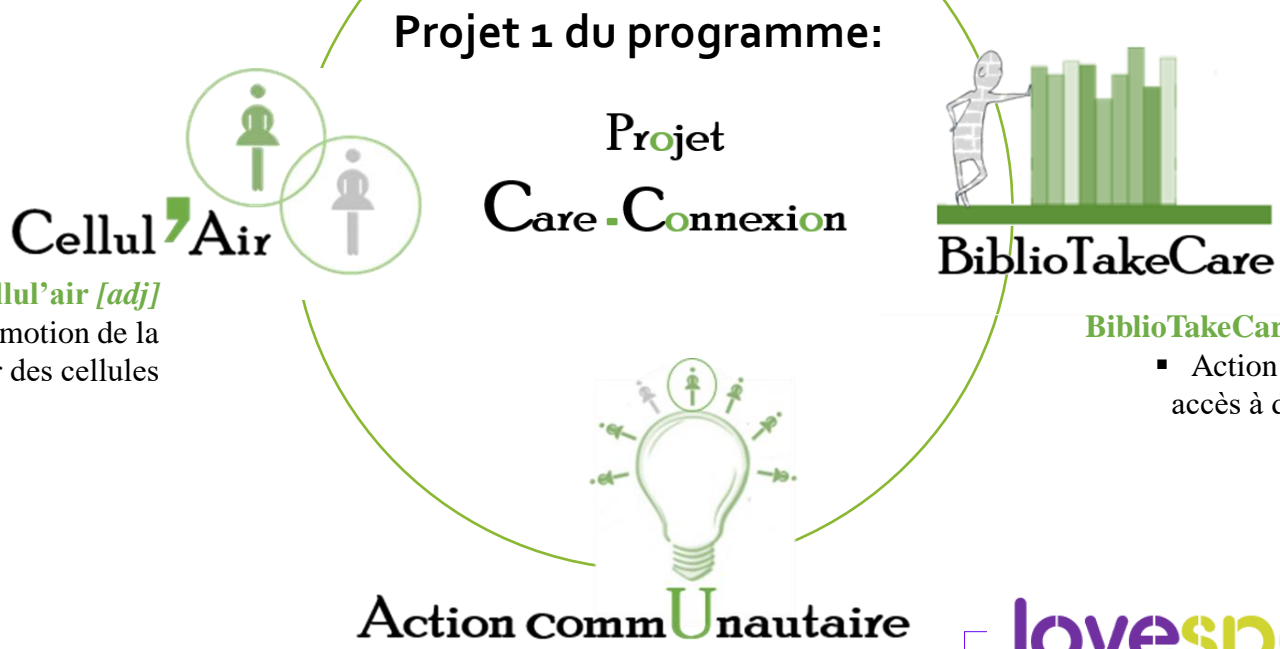 Projet 1 du programme:
Projet
Care - Connexion
Cellul'Air
BiblioTakeCare
llul'air [adj]
motion de la
des cellules
BiblioTakeCar
▪ Action
accès à
Action commUnautaire
lovesp